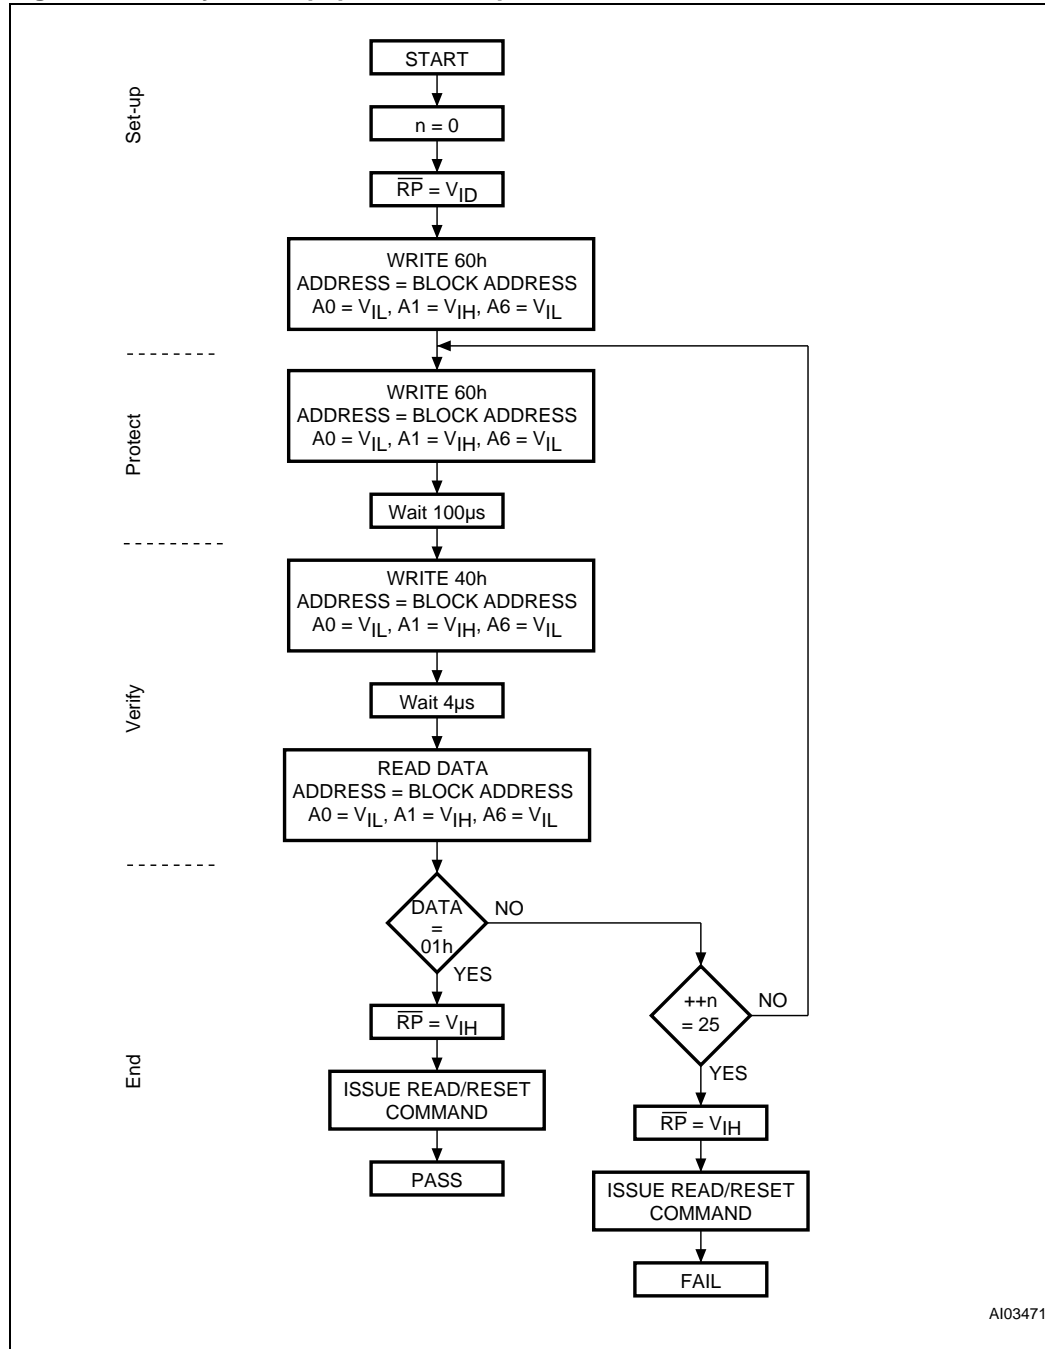 START
Set-up
n = 0
RP = VID
WRITE 60h
ADDRESS = BLOCK ADDRESS
A0 = VIL, A1 = VIH, A6 = VIL
Protect
WRITE 60h
ADDRESS = BLOCK ADDRESS
A0 = VIL, A1 = VIH, A6 = VIL
Wait 100µs
WRITE 40h
ADDRESS = BLOCK ADDRESS
A0 = VIL, A1 = VIH, A6 = VIL
Verify
Wait 4µs
READ DATA
ADDRESS = BLOCK ADDRESS
A0 = VIL, A1 = VIH, A6 = VIL
DATA
=
01h
NO
YES
++n
= 25
NO
YES
End
RP = VIH
ISSUE READ/RESET
COMMAND
PASS
RP = VIH
ISSUE READ/RESET
COMMAND
FAIL
AI03471